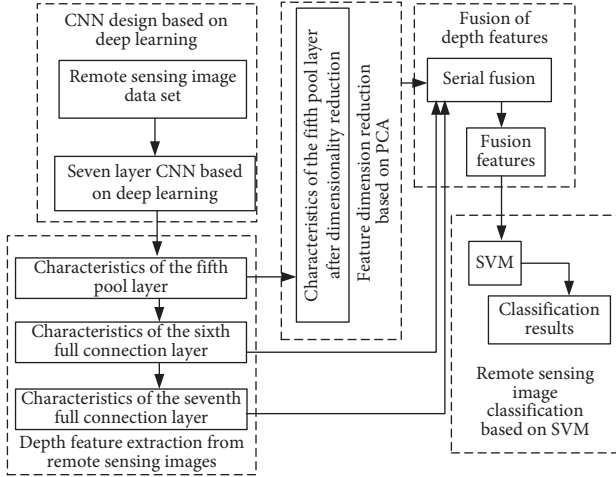 CNN design based on
deep learning
Remote sensing image
data set
Seven layer CNN based
on deep learning
Characteristics of the fifth
pool layer
Characteristics of the sixth
full connection layer
Characteristics of the seventh
full connection layer
Depth feature extraction from
remote sensing images
Characteristics of the fifth pool layer
after dimensionality reduction
Feature dimension reduction
based on PCA
Fusion of
depth features
Serial fusion
Fusion
features
SVM
Classification
results
Remote sensing
image
classification
based on SVM